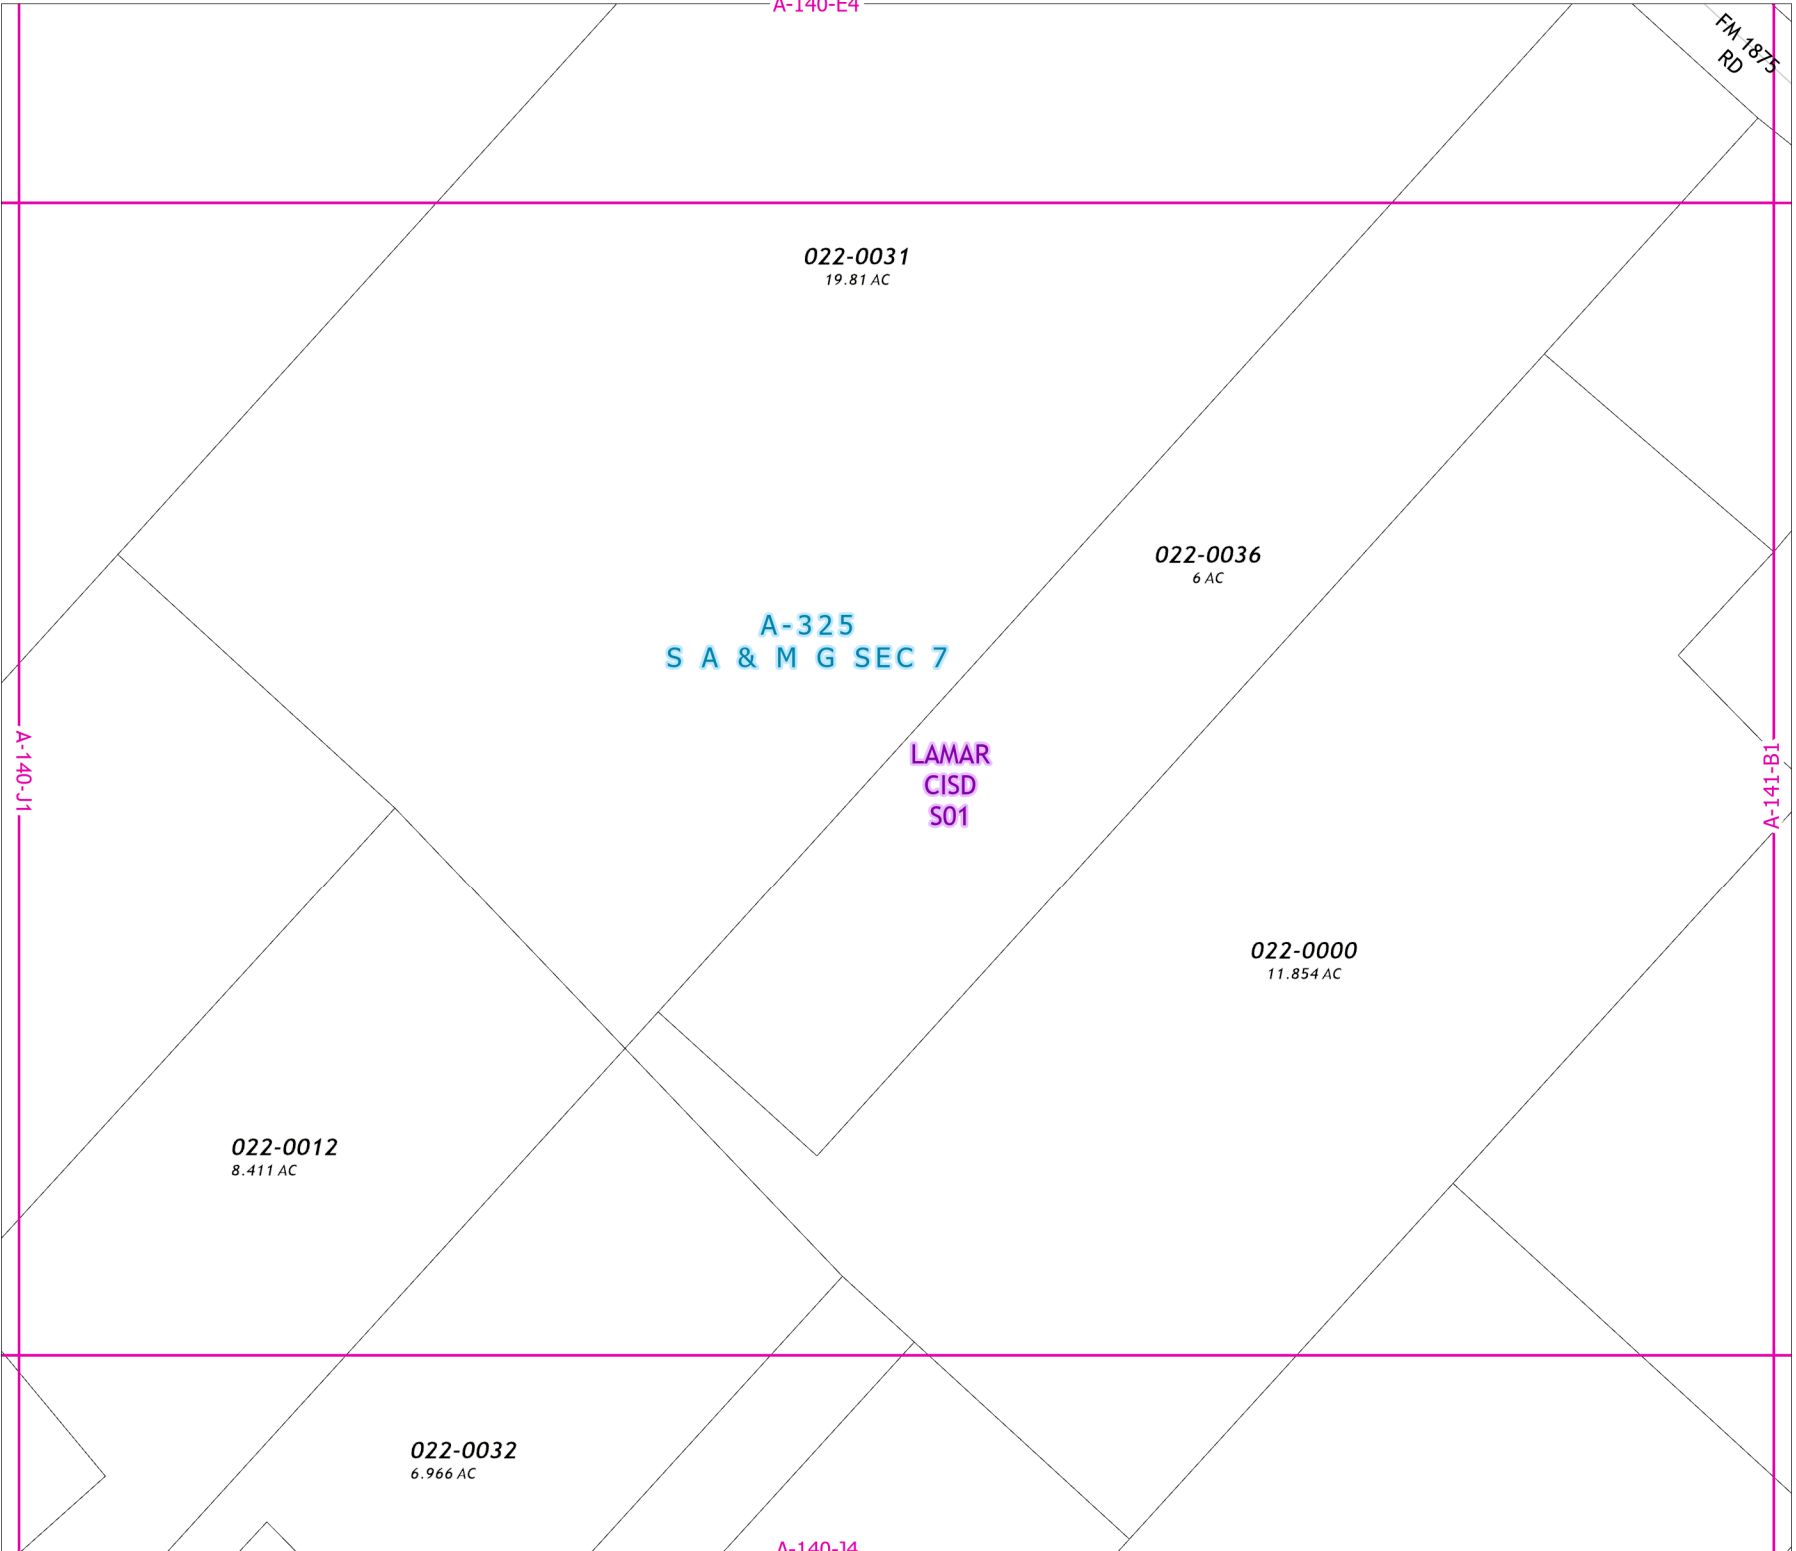 A-140-E4
FM 1875
RD
022-0031
19.81 AC
022-0036
6 AC
A-325
S A & M G SEC 7
LAMAR
CISD
S01
A-140-J1
A-141-B1
022-0000
11.854 AC
022-0012
8.411 AC
022-0032
6.966 AC
A-140-J4